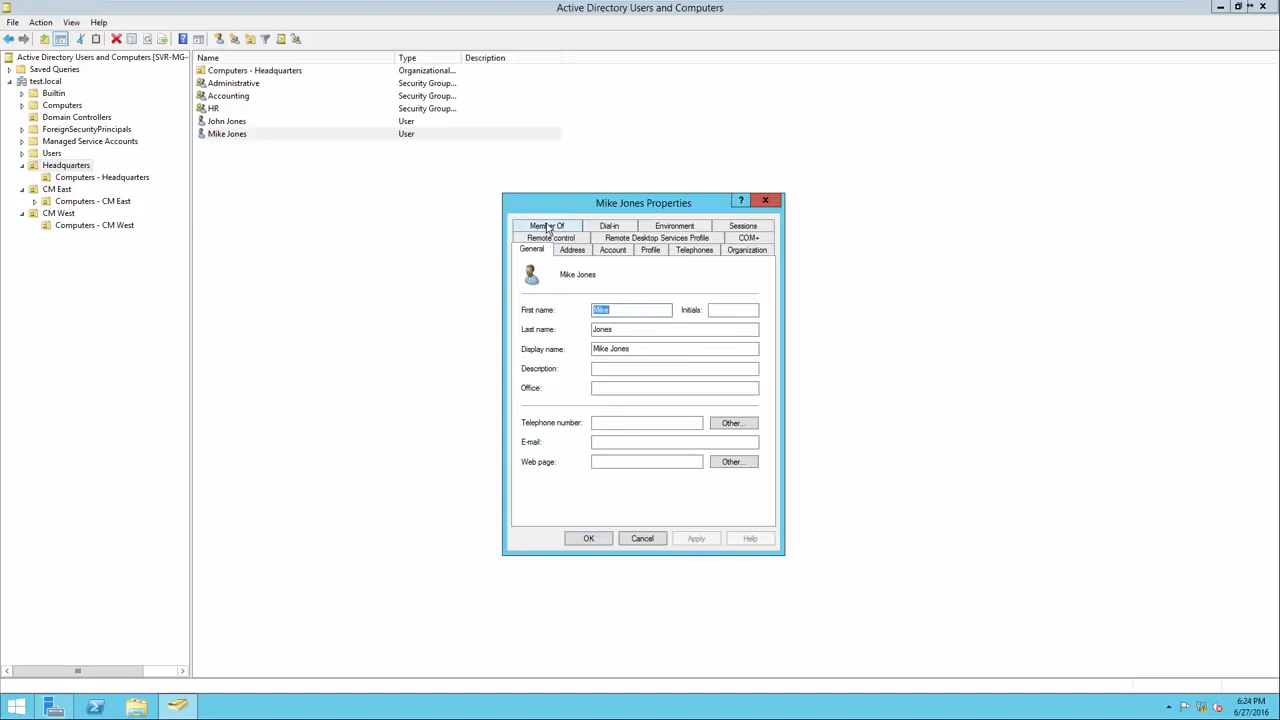 Active Directory Users and Computers
File Action View Help
Active Directory Users and Computers [SVR-MG-
Saved Queries
test.local
Builtin
Computers
Domain Controllers
ForeignSecurityPrincipals
Managed Service Accounts
Users
Headquarters
Computers - Headquarters
CM East
Computers - CM East
CM West
Computers - CM West
Name Type Description
Computers - Headquarters Organizational...
Administrative Security Group...
Accounting Security Group...
HR Security Group...
John Jones User
Mike Jones User
Mike Jones Properties
? X
Member Of Dial-in Environment Sessions
Remote control Remote Desktop Services Profile COM+
General Address Account Profile Telephones Organization
Mike Jones
First name: Mike Initials:
Last name: Jones
Display name: Mike Jones
Description:
Office:
Telephone number: Other...
E-mail:
Web page: Other...
OK Cancel Apply Help
6:24 PM
6/27/2016